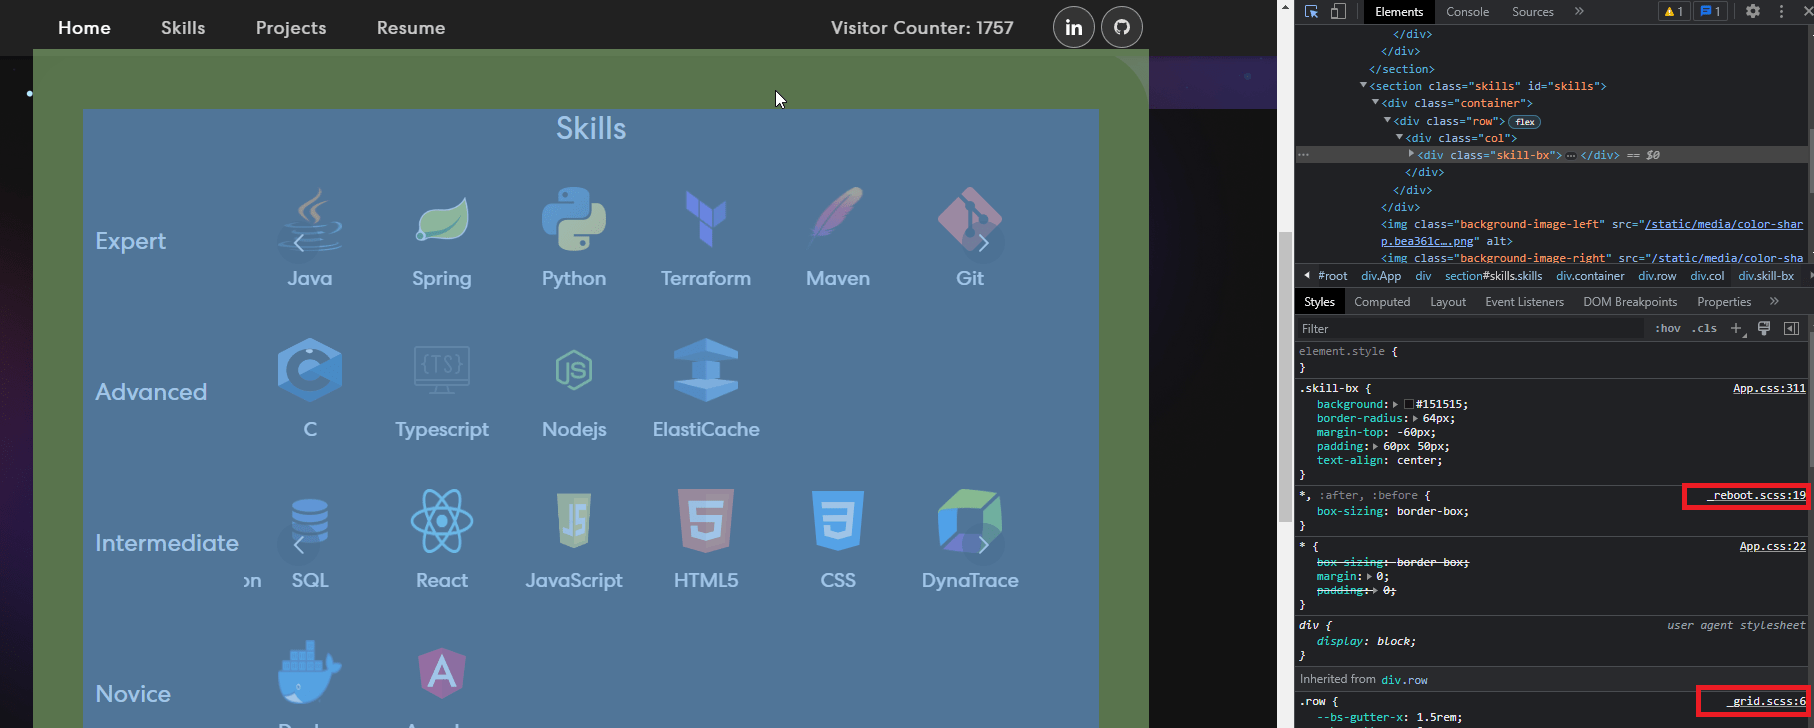 Home Skills Projects Resume Visitor Counter: 1757 in
Skills
Expert
Java Spring Python Terraform Maven Git
Advanced
{TS} JS
C Typescript Nodejs ElastiCache
Intermediate
JS 5 3
on SQL React JavaScript HTML5 CSS DynaTrace
Novice
A
Elements Console Sources » 1 1
</div>
</div>
</section>
<section class="skills" id="skills">
<div class="container">
<div class="row"> flex
<div class="col">
<div class="skill-bx"> … </div> == $0
</div>
</div>
</div>
<img class="background-image-left" src="/static/media/color-shar
p.bea361c….png" alt>
<img class="background-image-right" src="/static/media/color-sha
#root div.App div section#skills.skills div.container div.row div.col div.skill-bx
Styles Computed Layout Event Listeners DOM Breakpoints Properties »
Filter :hov .cls +
element.style {
}
.skill-bx { App.css:311
background: #151515;
border-radius: 64px;
margin-top: -60px;
padding: 60px 50px;
text-align: center;
}
*, :after, :before { _reboot.scss:19
box-sizing: border-box;
}
* { App.css:22
box-sizing: border-box;
margin: 0;
padding: 0;
}
div { user agent stylesheet
display: block;
}
Inherited from div.row
.row { _grid.scss:6
--bs-gutter-x: 1.5rem;